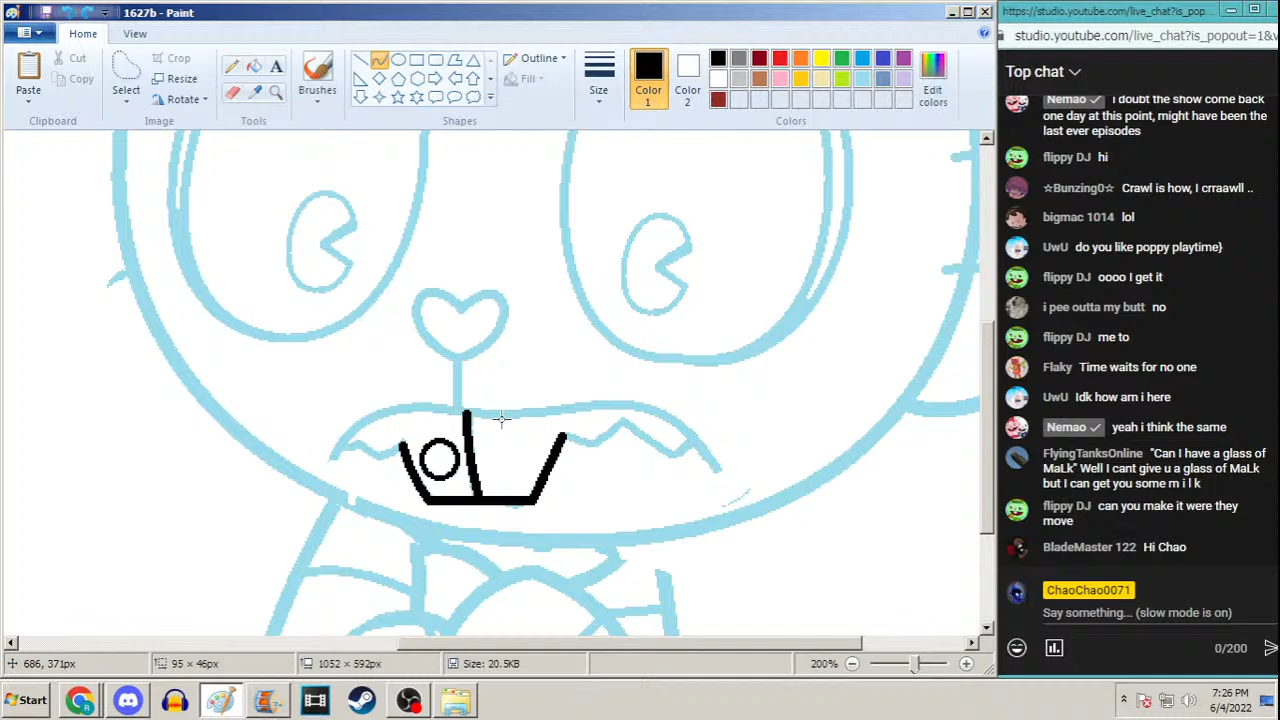 1627b - Paint
Home
View
Paste
Cut
Copy
Clipboard
Select
Crop
Resize
Rotate
Image
Tools
Brushes
Outline
Fill
Shapes
Size
Color 1
Color 2
Edit colors
Colors
686, 371px
95 × 46px
1052 × 592px
Size: 20.5KB
200%
Start
7:26 PM
6/4/2022
https://studio.youtube.com/live_chat?is_pop...
studio.youtube.com/live_chat?is_popout=1&v
Top chat
Nemao I doubt the show come back
one day at this point, might have been the
last ever episodes
flippy DJ hi
☆Bunzing0☆ Crawl is how, I crraawll ..
bigmac 1014 lol
UwU do you like poppy playtime}
flippy DJ oooo I get it
i pee outta my butt no
flippy DJ me to
Flaky Time waits for no one
UwU Idk how am i here
Nemao yeah i think the same
FlyingTanksOnline "Can I have a glass of
MaLk" Well I cant give u a glass of MaLk
but I can get you some m i l k
flippy DJ can you make it were they
move
BladeMaster 122 Hi Chao
ChaoChao0071
Say something... (slow mode is on)
0/200